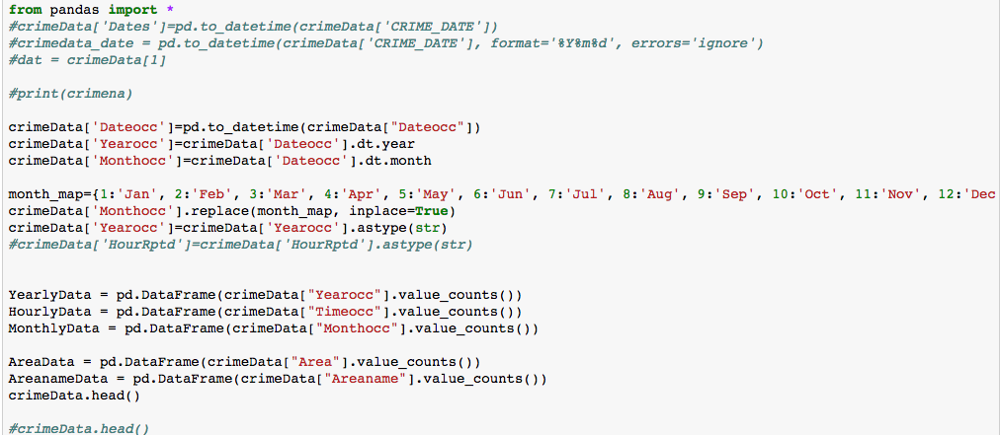 from pandas import *
#crimeData['Dates']=pd.to_datetime(crimeData['CRIME_DATE'])
#crimedata_date = pd.to_datetime(crimeData['CRIME_DATE'], format='%Y%m%d', errors='ignore')
#dat = crimeData[1]
#print(crimena)
crimeData['Dateocc']=pd.to_datetime(crimeData["Dateocc"])
crimeData['Yearocc']=crimeData['Dateocc'].dt.year
crimeData['Monthocc']=crimeData['Dateocc'].dt.month
month_map={1:'Jan', 2:'Feb', 3:'Mar', 4:'Apr', 5:'May', 6:'Jun', 7:'Jul', 8:'Aug', 9:'Sep', 10:'Oct', 11:'Nov', 12:'Dec
crimeData['Monthocc'].replace(month_map, inplace=True)
crimeData['Yearocc']=crimeData['Yearocc'].astype(str)
#crimeData['HourRptd']=crimeData['HourRptd'].astype(str)
YearlyData = pd.DataFrame(crimeData["Yearocc"].value_counts())
HourlyData = pd.DataFrame(crimeData["Timeocc"].value_counts())
MonthlyData = pd.DataFrame(crimeData["Monthocc"].value_counts())
AreaData = pd.DataFrame(crimeData["Area"].value_counts())
AreanameData = pd.DataFrame(crimeData["Areaname"].value_counts())
crimeData.head()
#crimeData.head()